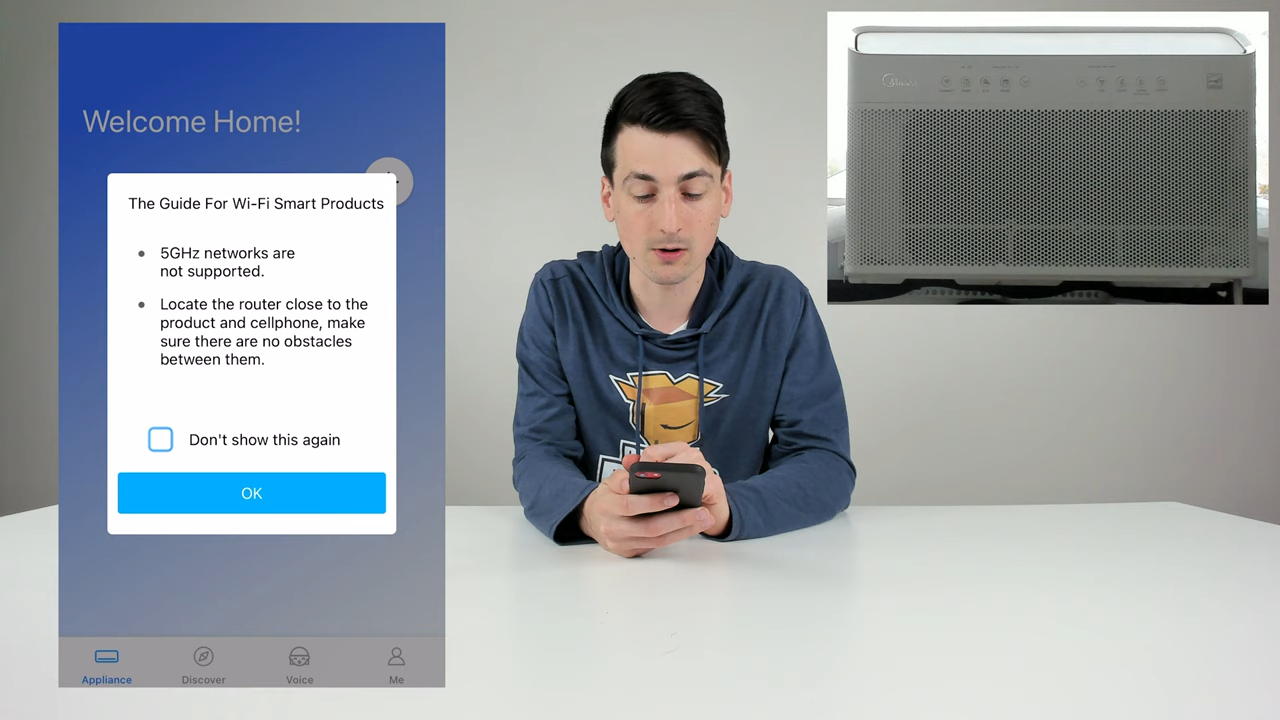 Welcome Home!
The Guide For Wi-Fi Smart Products
5GHz networks are
not supported.
Locate the router close to the
product and cellphone, make
sure there are no obstacles
between them.
Don't show this again
OK
Appliance
Discover
Voice
Me
Midea